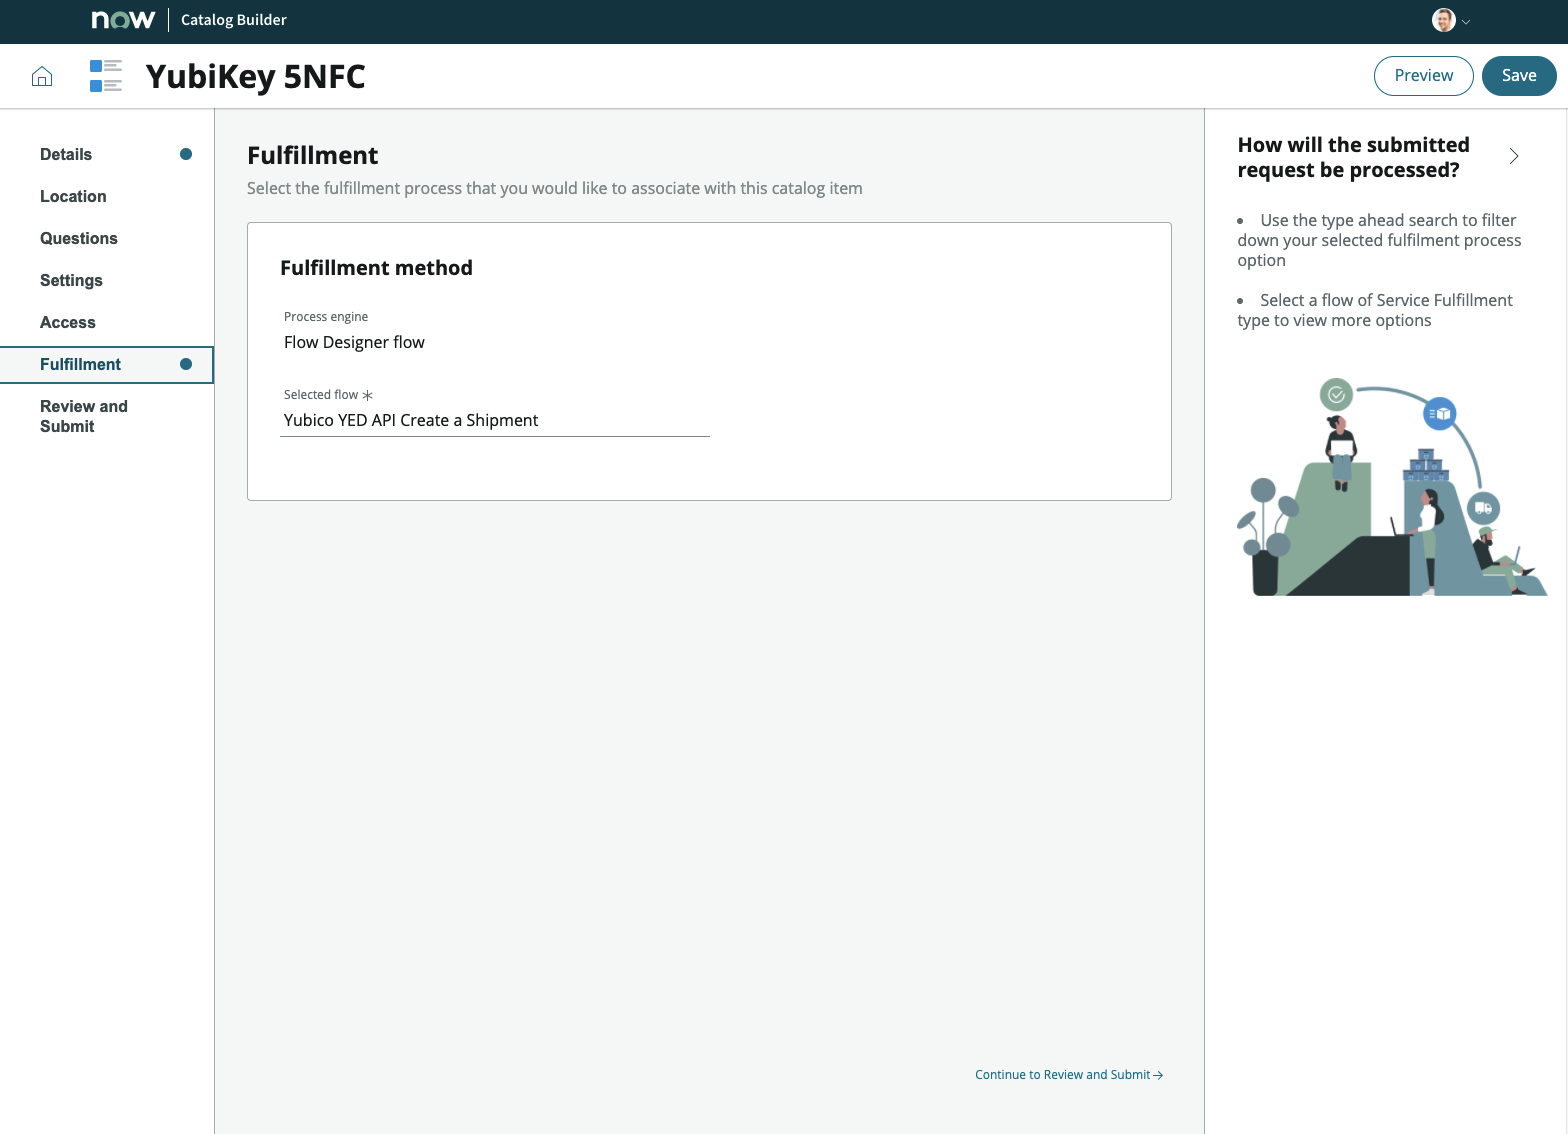 now Catalog Builder
YubiKey 5NFC
Preview
Save
Details
Location
Questions
Settings
Access
Fulfillment
Review and
Submit
Fulfillment
Select the fulfillment process that you would like to associate with this catalog item
Fulfillment method
Process engine
Flow Designer flow
Selected flow
Yubico YED API Create a Shipment
Continue to Review and Submit
How will the submitted
request be processed?
• Use the type ahead search to filter
down your selected fulfilment process
option
• Select a flow of Service Fulfillment
type to view more options